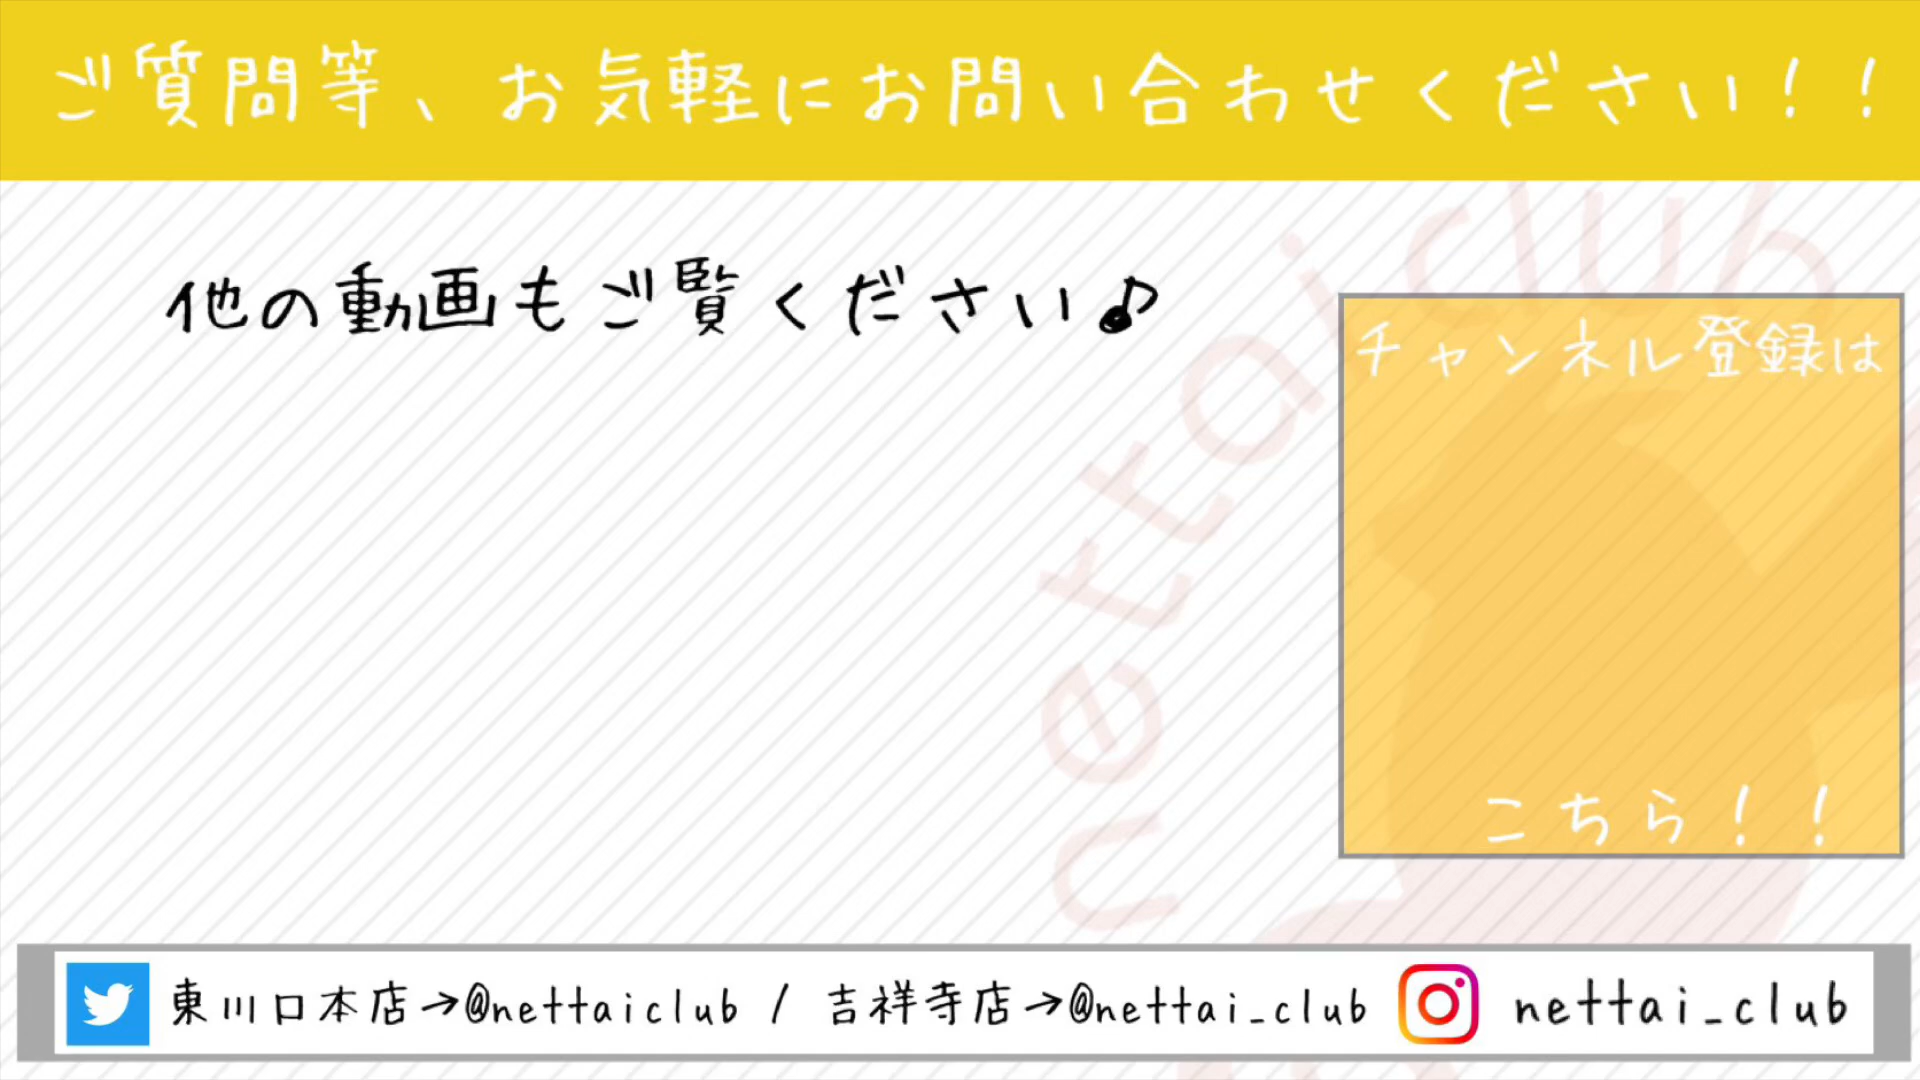 ご質問等、お気軽にお問い合わせください！！
他の動画もご覧ください♪
nettaiclub
チャンネル登録は
こちら！！
東川口本店→@nettaiclub / 吉祥寺店→@nettai_club
nettai_club